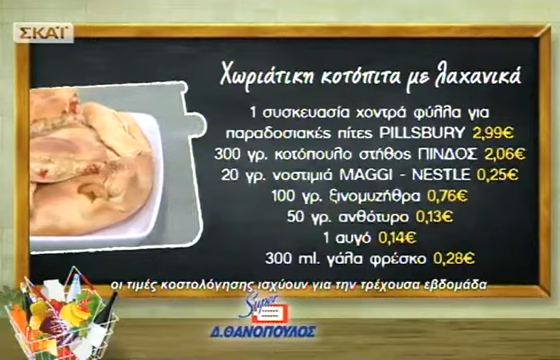 ΣΚΑΪ
Χωριάτικη κοτόπιτα με λαχανικά
1 συσκευασία χοντρά φύλλα για
παραδοσιακές πίτες PILLSBURY 2,99€
300 γρ. κοτόπουλο στήθος ΠΙΝΔΟΣ 2,06€
20 γρ. νοστιμιά MAGGI - NESTLE 0,25€
100 γρ. ξινομυζήθρα 0,76€
50 γρ. ανθότυρο 0,13€
1 αυγό 0,14€
300 ml. γάλα φρέσκο 0,28€
οι τιμές κοστολόγησης ισχύουν για την τρέχουσα εβδομάδα
Super
Δ.ΘΑΝΟΠΟΥΛΟΣ